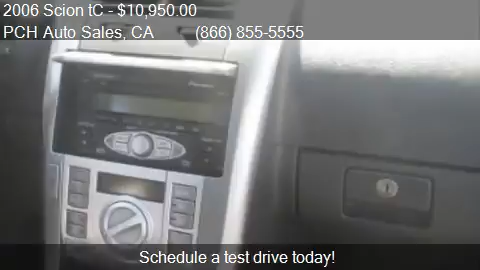 2006 Scion tC - $10,950.00
PCH Auto Sales, CA (866) 855-5555
Schedule a test drive today!